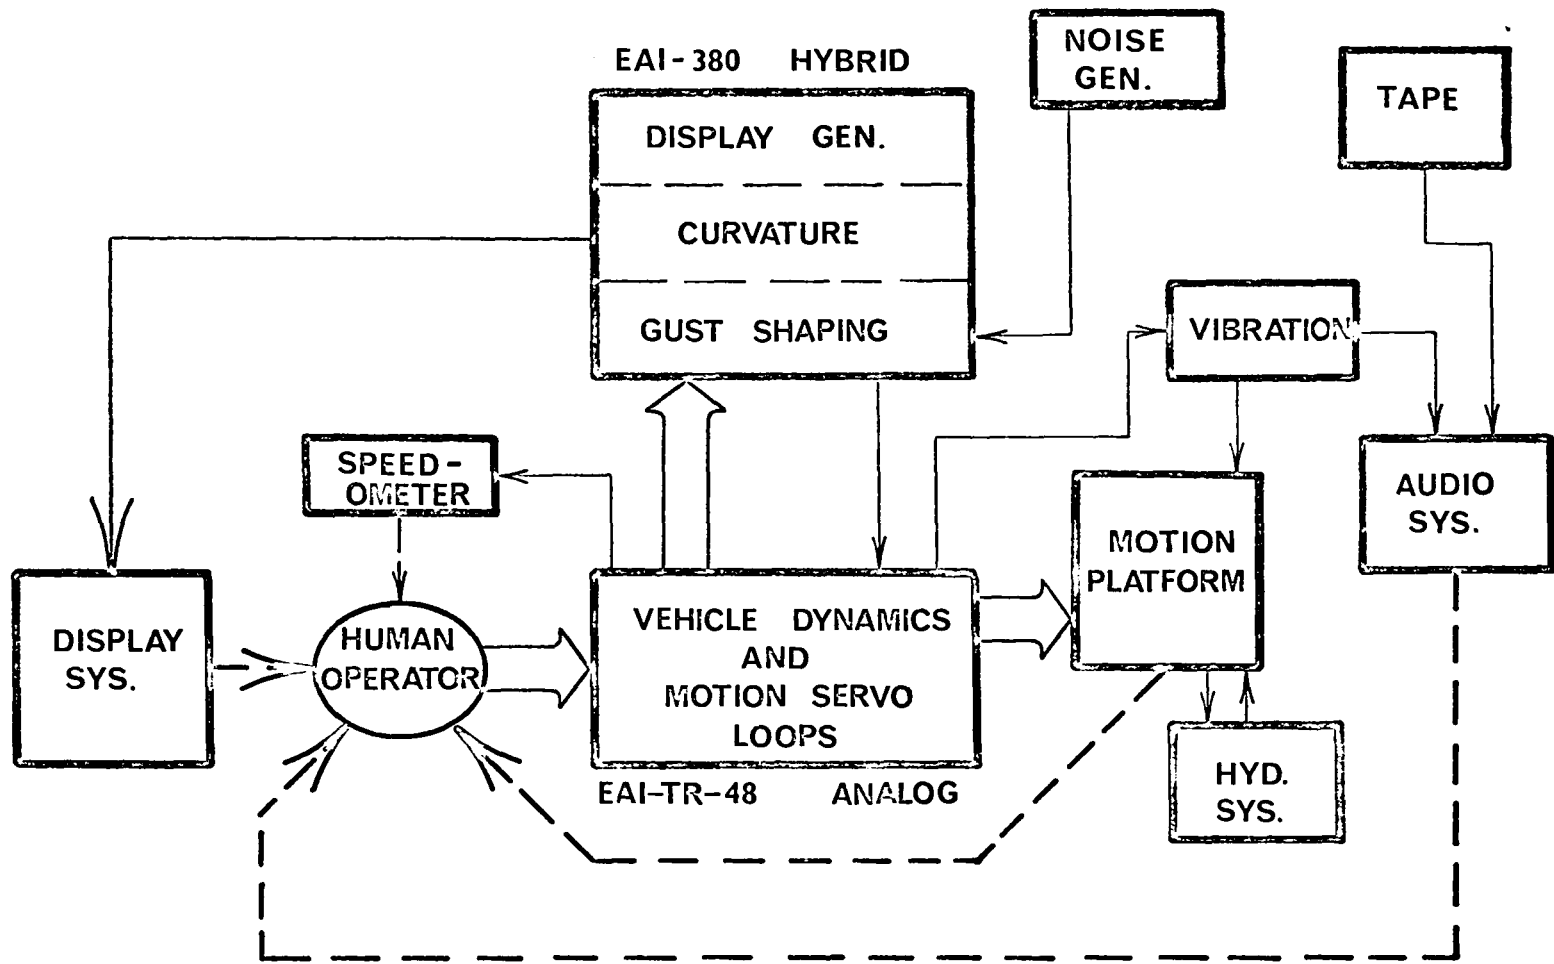 EAI-380 HYBRID
NOISE
GEN.
TAPE
DISPLAY GEN.
CURVATURE
GUST SHAPING
VIBRATION
SPEED-
OMETER
AUDIO
SYS.
MOTION
PLATFORM
DISPLAY
SYS.
HUMAN
OPERATOR
VEHICLE DYNAMICS
AND
MOTION SERVO
LOOPS
EAI-TR-48 ANALOG
HYD.
SYS.